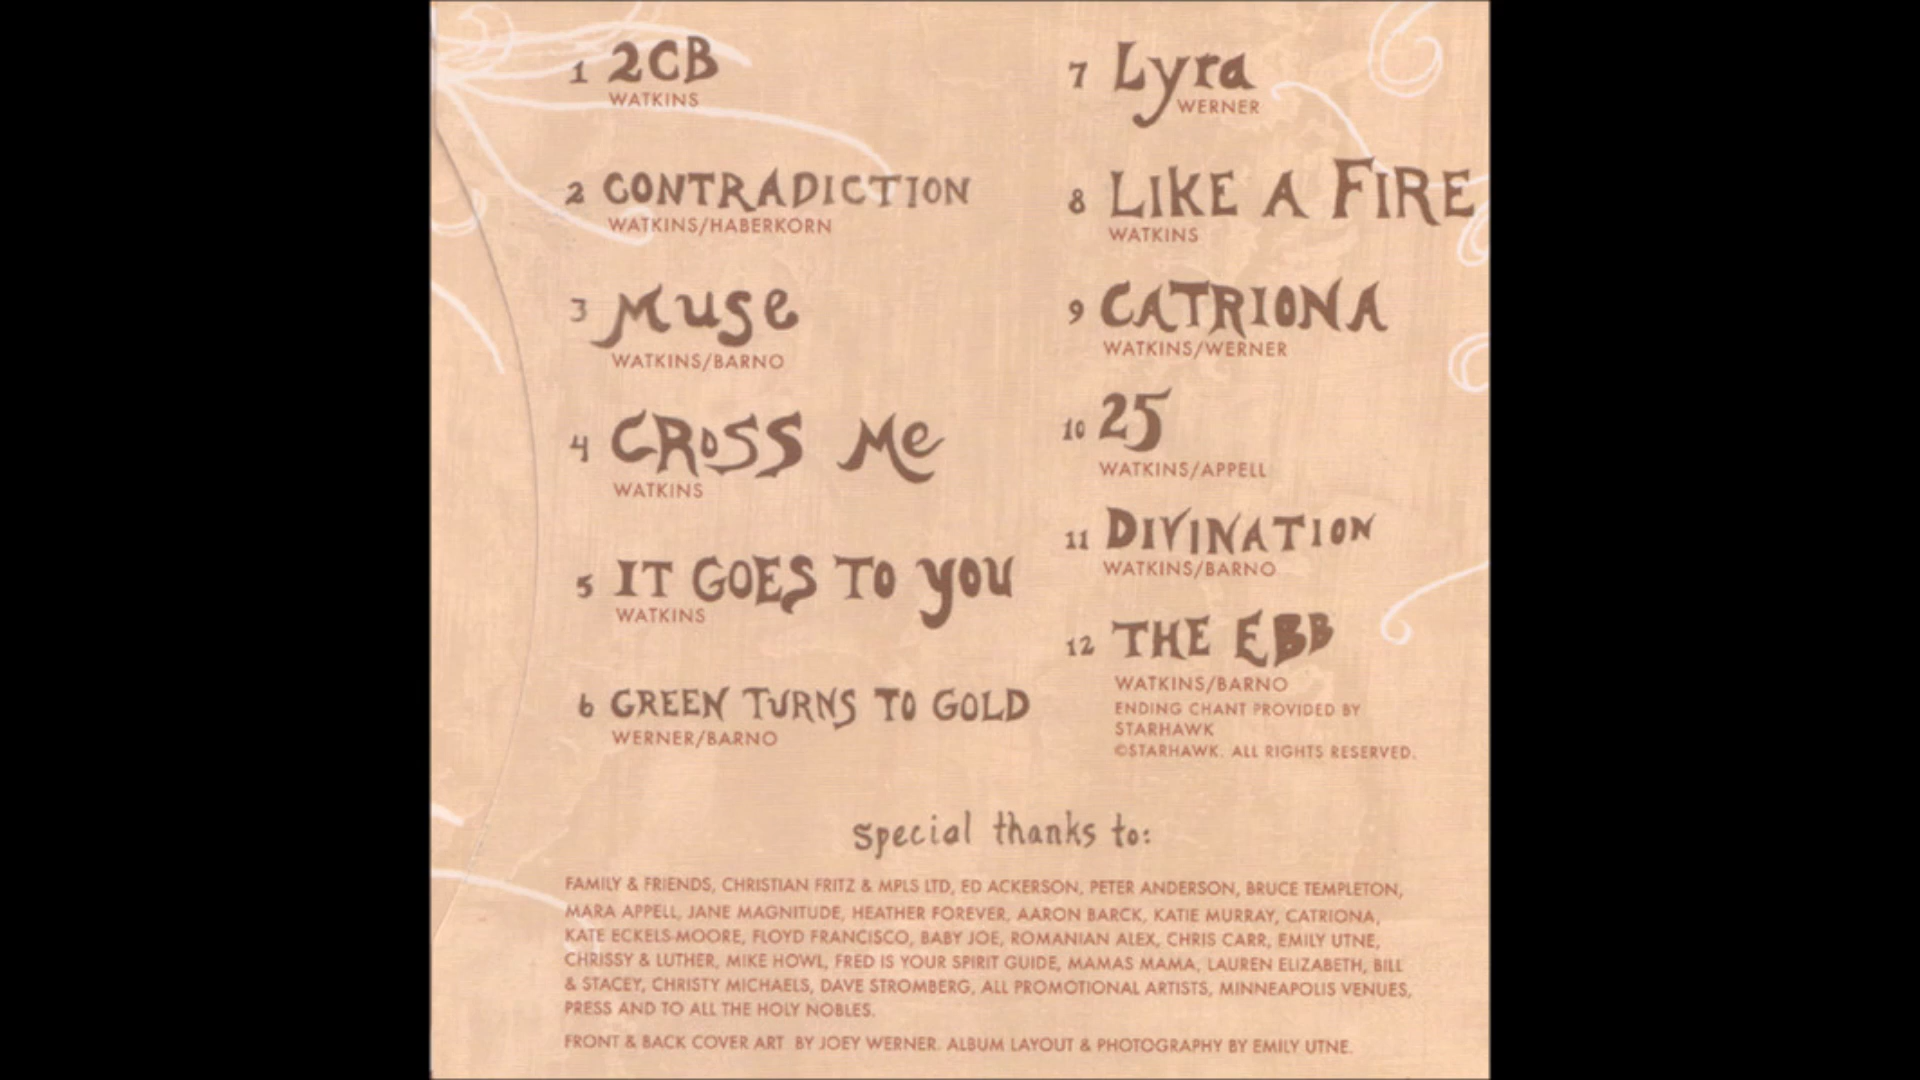 1 2CB
WATKINS
2 CONTRADICTION
WATKINS/HABERKORN
3 Muse
WATKINS/BARNO
4 CROSS Me
WATKINS
5 IT GOES TO YOU
WATKINS
6 GREEN TURNS TO GOLD
WERNER/BARNO
7 Lyra
WERNER
8 LIKE A FIRE
WATKINS
9 CATRIONA
WATKINS/WERNER
10 25
WATKINS/APPELL
11 DIVINATION
WATKINS/BARNO
12 THE EBB
WATKINS/BARNO
ENDING CHANT PROVIDED BY
STARHAWK
©STARHAWK. ALL RIGHTS RESERVED.
special thanks to:
FAMILY & FRIENDS, CHRISTIAN FRITZ & MPLS LTD, ED ACKERSON, PETER ANDERSON, BRUCE TEMPLETON,
MARA APPELL, JANE MAGNITUDE, HEATHER FOREVER, AARON BARCK, KATIE MURRAY, CATRIONA,
KATE ECKELS-MOORE, FLOYD FRANCISCO, BABY JOE, ROMANIAN ALEX, CHRIS CARR, EMILY UTNE,
CHRISSY & LUTHER, MIKE HOWL, FRED IS YOUR SPIRIT GUIDE, MAMAS MAMA, LAUREN ELIZABETH, BILL
& STACEY, CHRISTY MICHAELS, DAVE STROMBERG, ALL PROMOTIONAL ARTISTS, MINNEAPOLIS VENUES,
PRESS AND TO ALL THE HOLY NOBLES.
FRONT & BACK COVER ART BY JOEY WERNER. ALBUM LAYOUT & PHOTOGRAPHY BY EMILY UTNE.